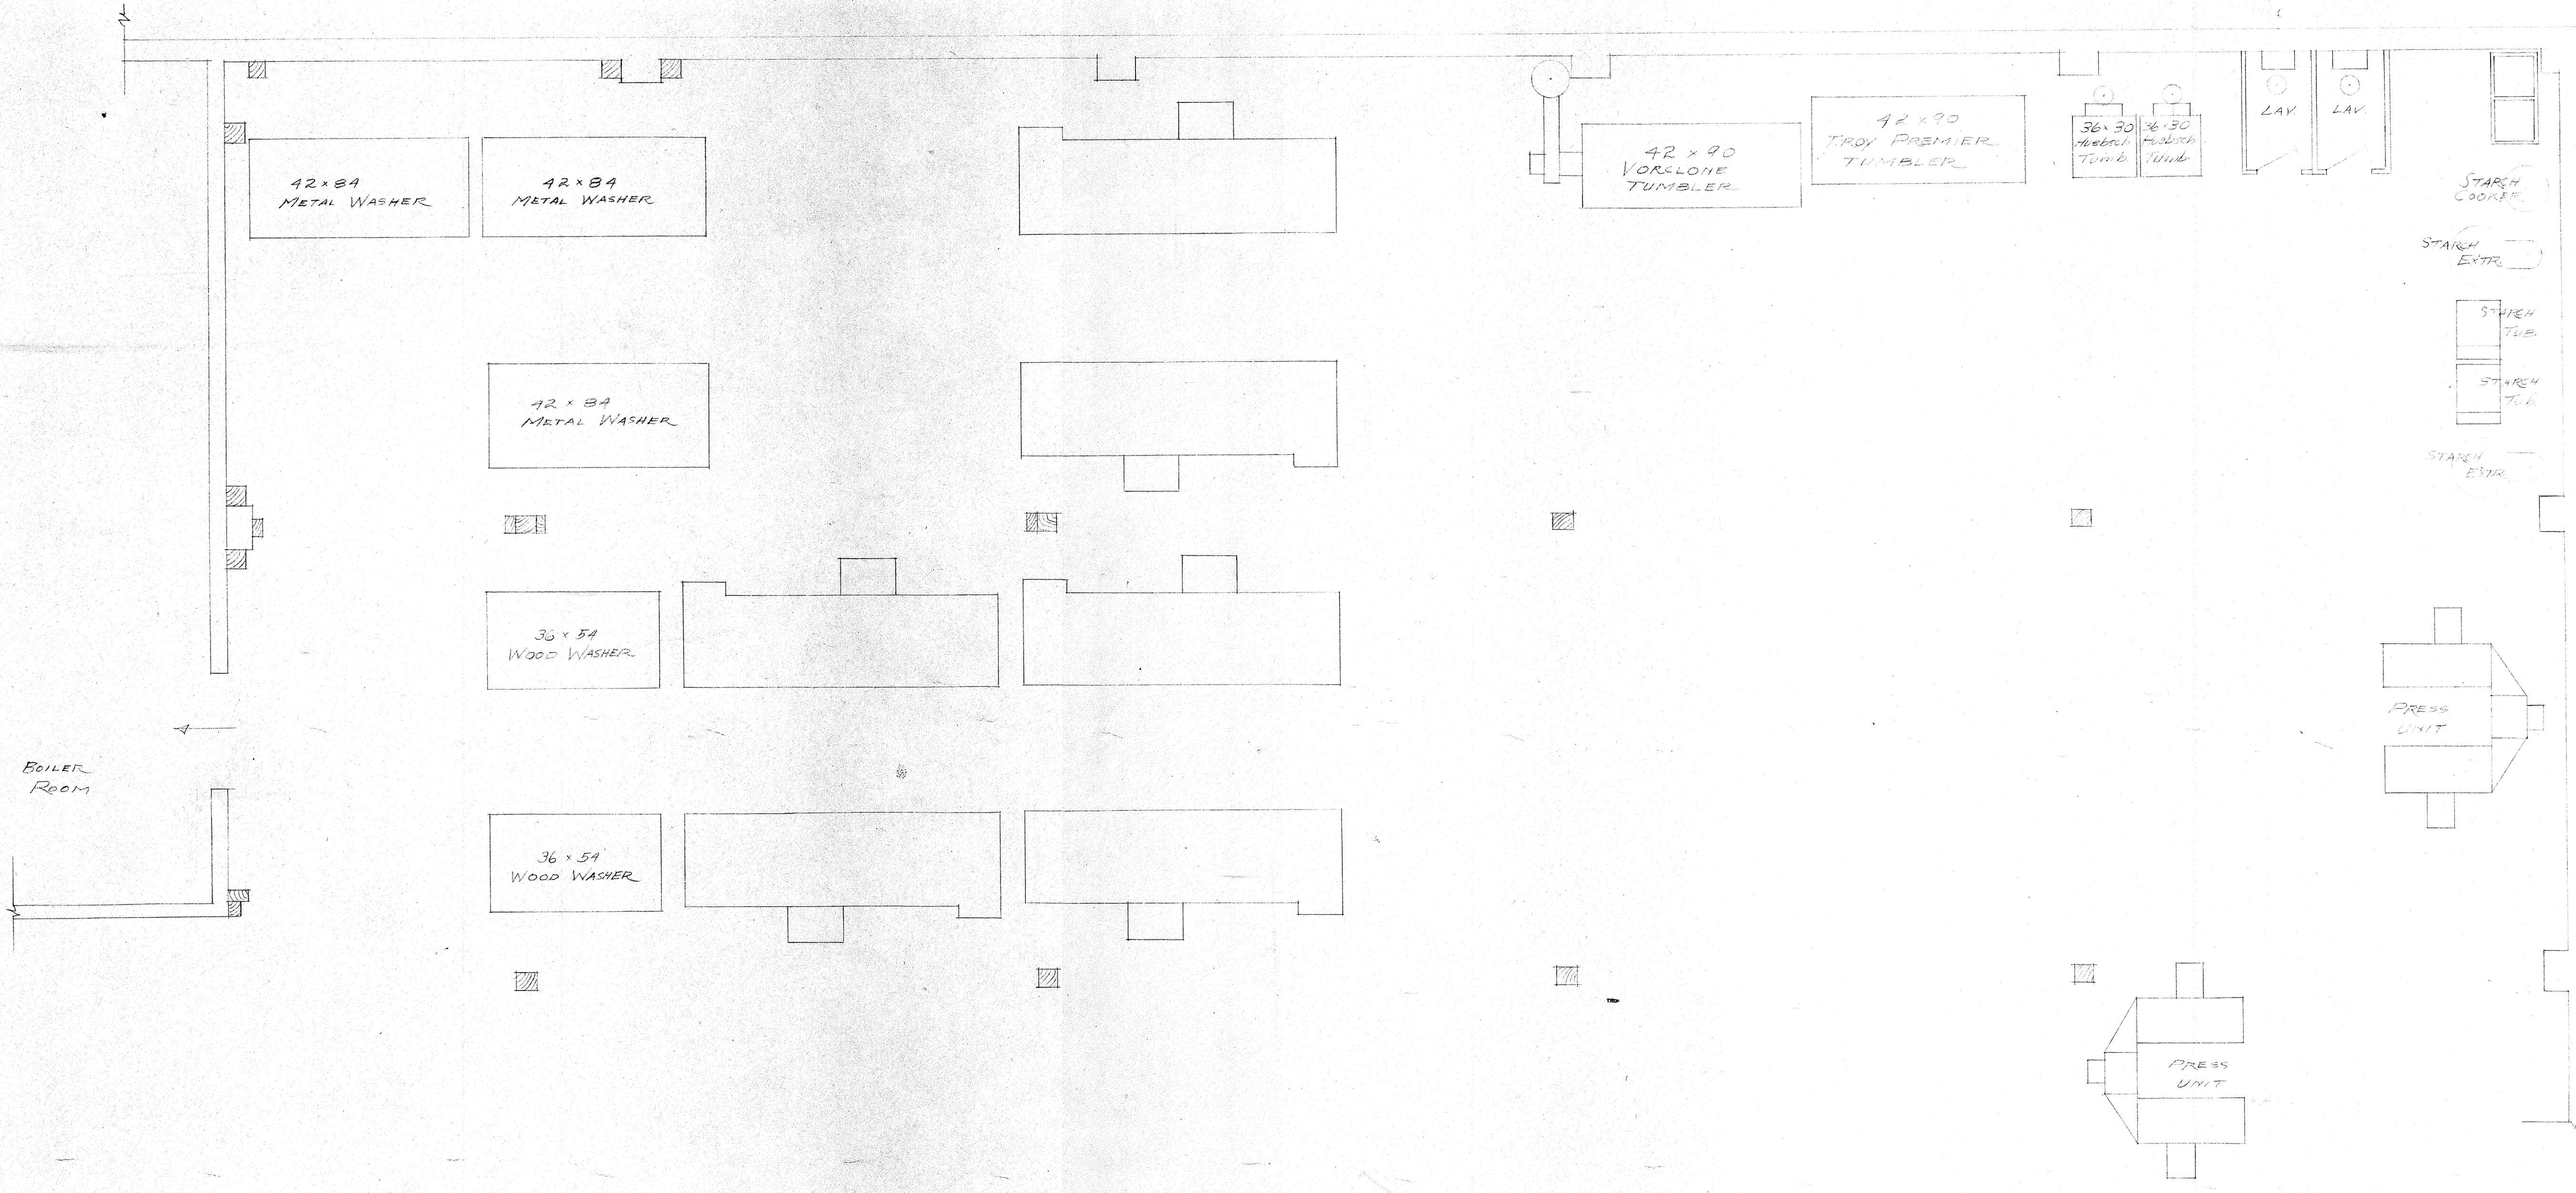 42 x 84
METAL WASHER
42 x 84
METAL WASHER
42 x 90
VORCLONE
TUMBLER
42 x 90
TROY PREMIER
TUMBLER
36 x 30
Huebsch
Tumb.
36 x 30
Huebsch
Tumb.
LAV.
LAV.
STARCH
COOKER
STARCH
EXTR.
STARCH
TUB.
STARCH
TUB.
STARCH
EXTR.
42 x 84
METAL WASHER
36 x 54
WOOD WASHER
BOILER
ROOM
36 x 54
WOOD WASHER
PRESS
UNIT
PRESS
UNIT